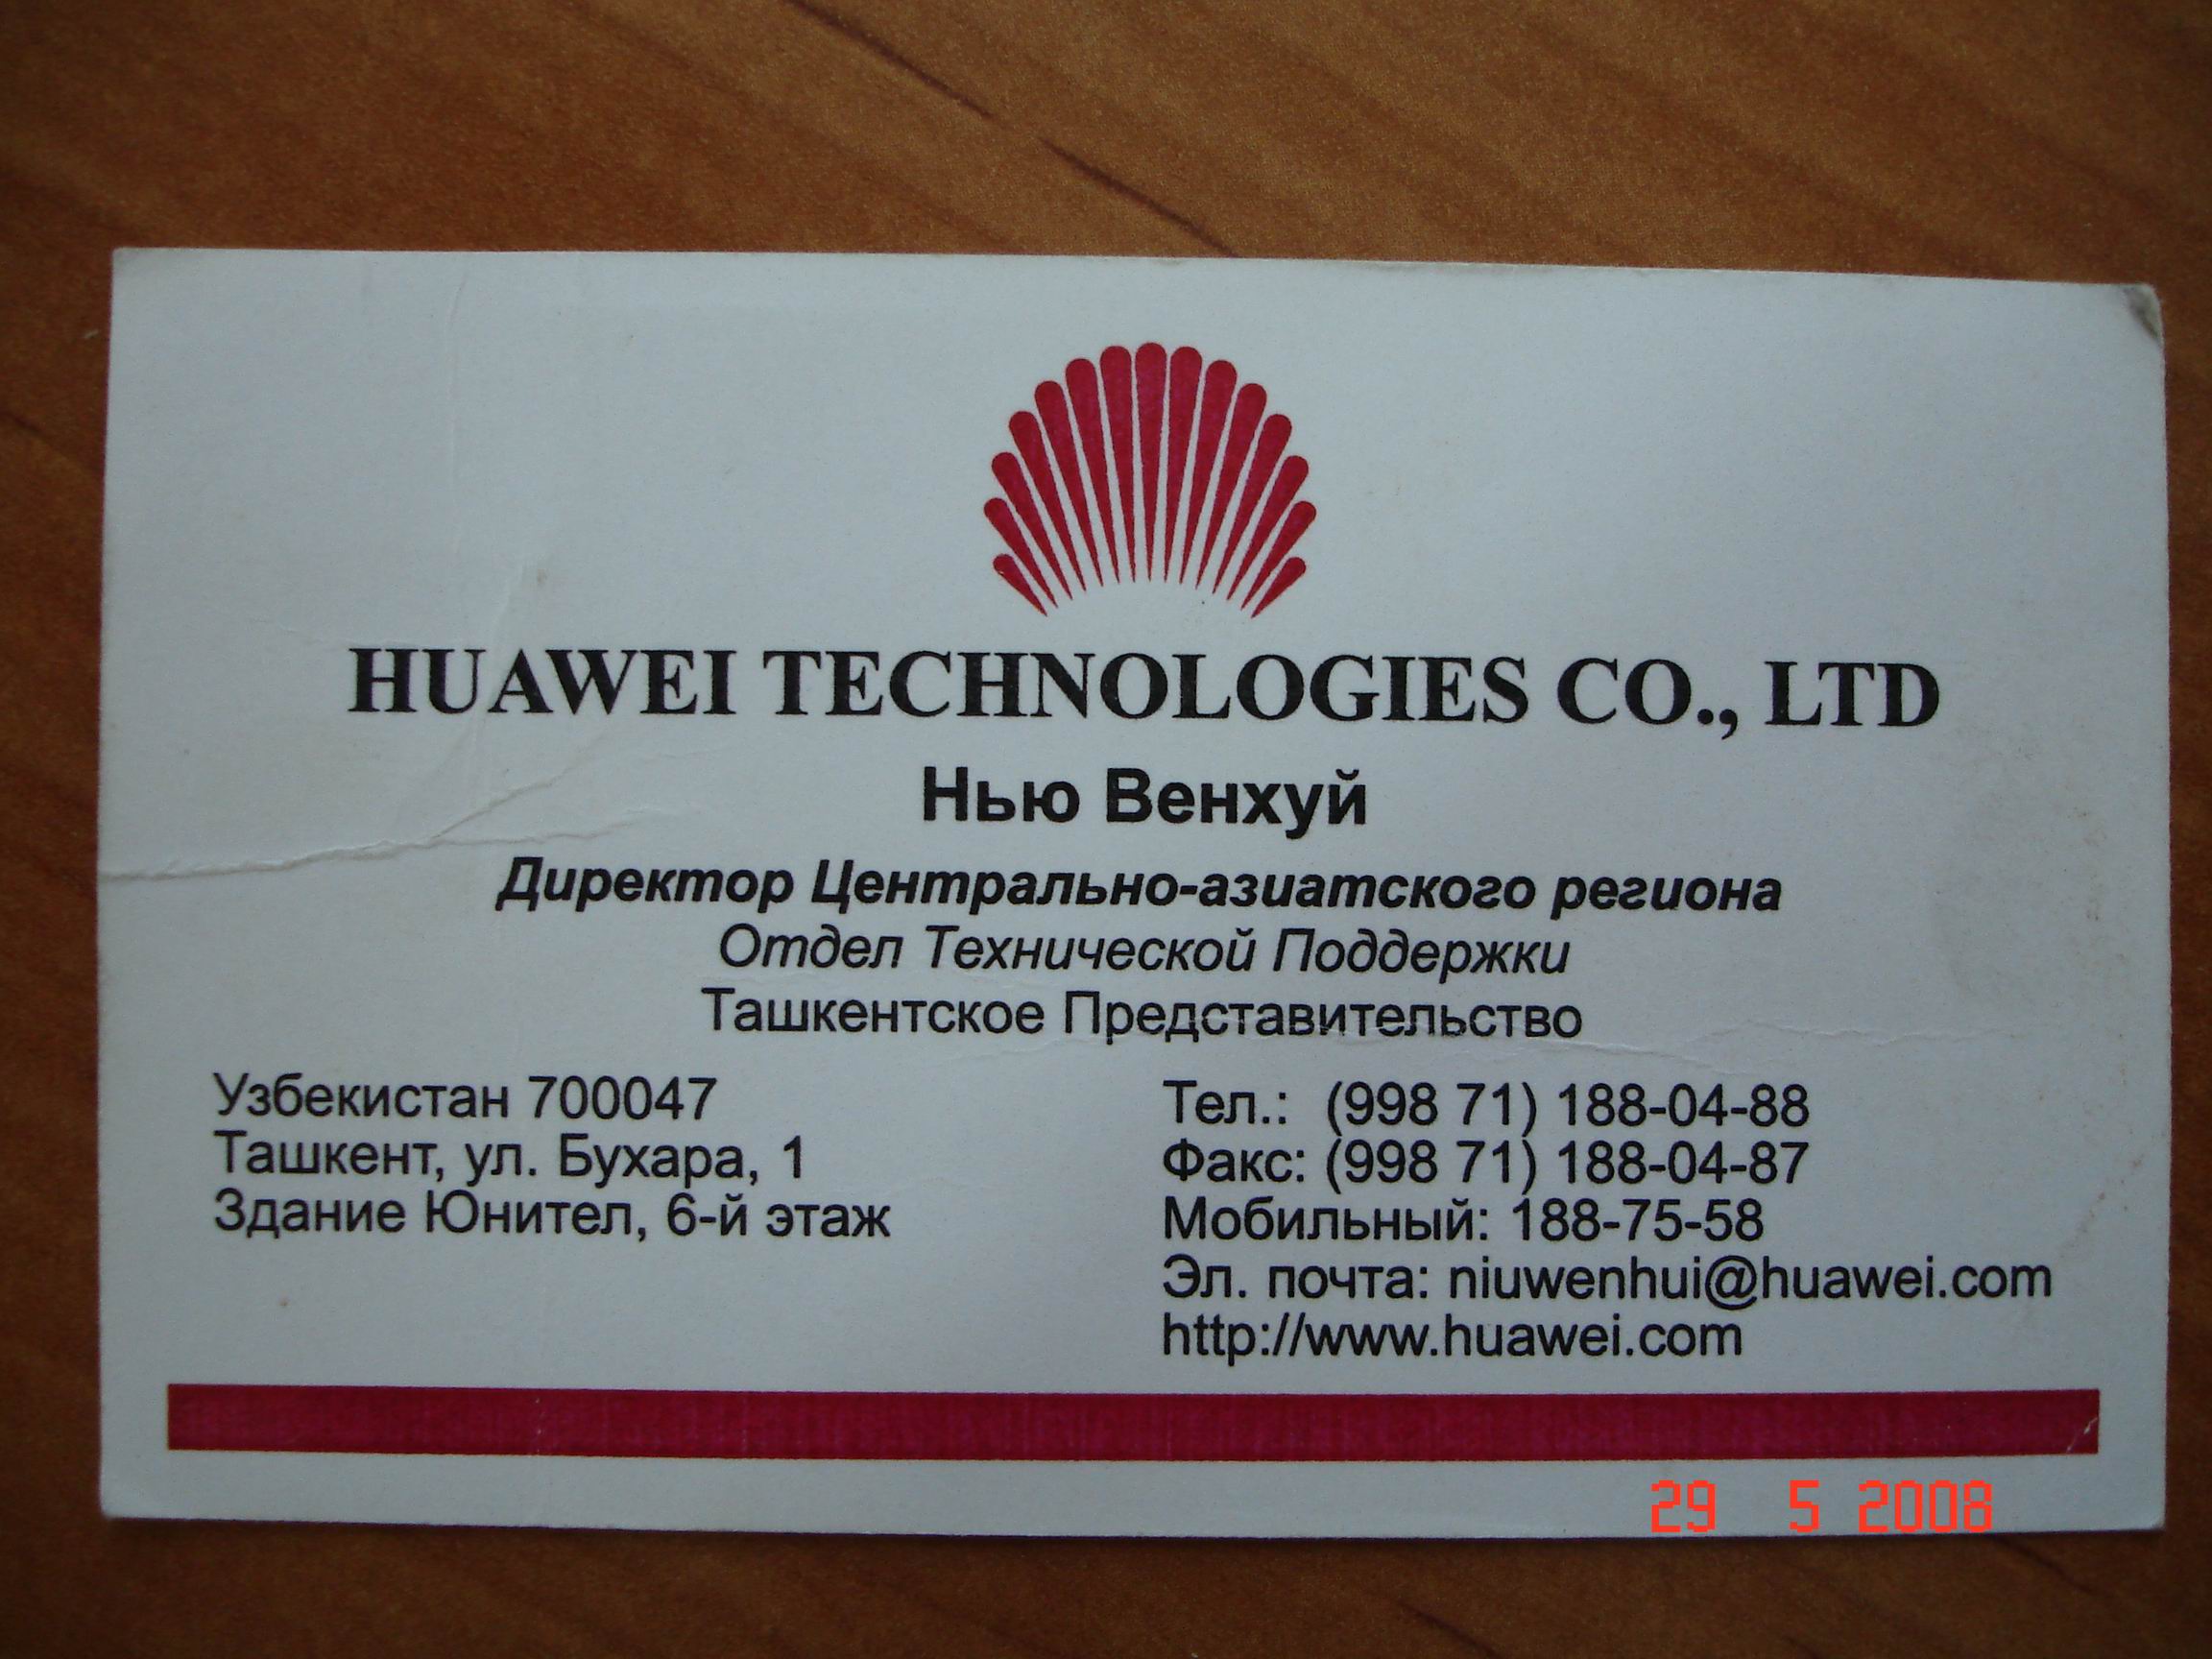 HUAWEI TECHNOLOGIES CO., LTD
Нью Венхуй
Директор Центрально-азиатского региона
Отдел Технической Поддержки
Ташкентское Представительство
Узбекистан 700047
Ташкент, ул. Бухара, 1
Здание Юнител, 6-й этаж
Тел.: (998 71) 188-04-88
Факс: (998 71) 188-04-87
Мобильный: 188-75-58
Эл. почта: niuwenhui@huawei.com
http://www.huawei.com
29 5 2008